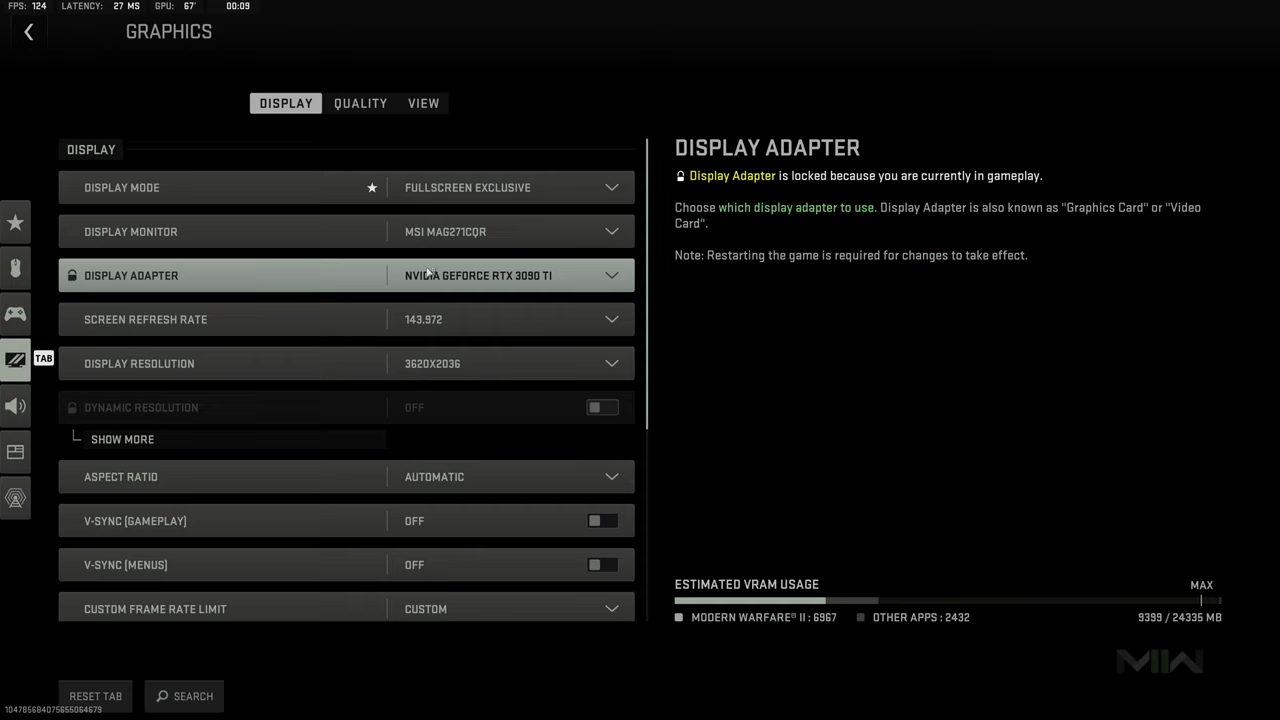 FPS: 124 LATENCY: 27 MS GPU: 67° 00:09
GRAPHICS
DISPLAY QUALITY VIEW
DISPLAY
DISPLAY MODE FULLSCREEN EXCLUSIVE
DISPLAY MONITOR MSI MAG271CQR
DISPLAY ADAPTER NVIDIA GEFORCE RTX 3090 TI
SCREEN REFRESH RATE 143.972
TAB
DISPLAY RESOLUTION 3620X2036
DYNAMIC RESOLUTION OFF
SHOW MORE
ASPECT RATIO AUTOMATIC
V-SYNC (GAMEPLAY) OFF
V-SYNC (MENUS) OFF
CUSTOM FRAME RATE LIMIT CUSTOM
RESET TAB SEARCH
10478568407565506​4679
DISPLAY ADAPTER
Display Adapter is locked because you are currently in gameplay.
Choose which display adapter to use. Display Adapter is also known as "Graphics Card" or "Video
Card".
Note: Restarting the game is required for changes to take effect.
ESTIMATED VRAM USAGE MAX
MODERN WARFARE® II : 6967 OTHER APPS : 2432 9399 / 24335 MB
MWII